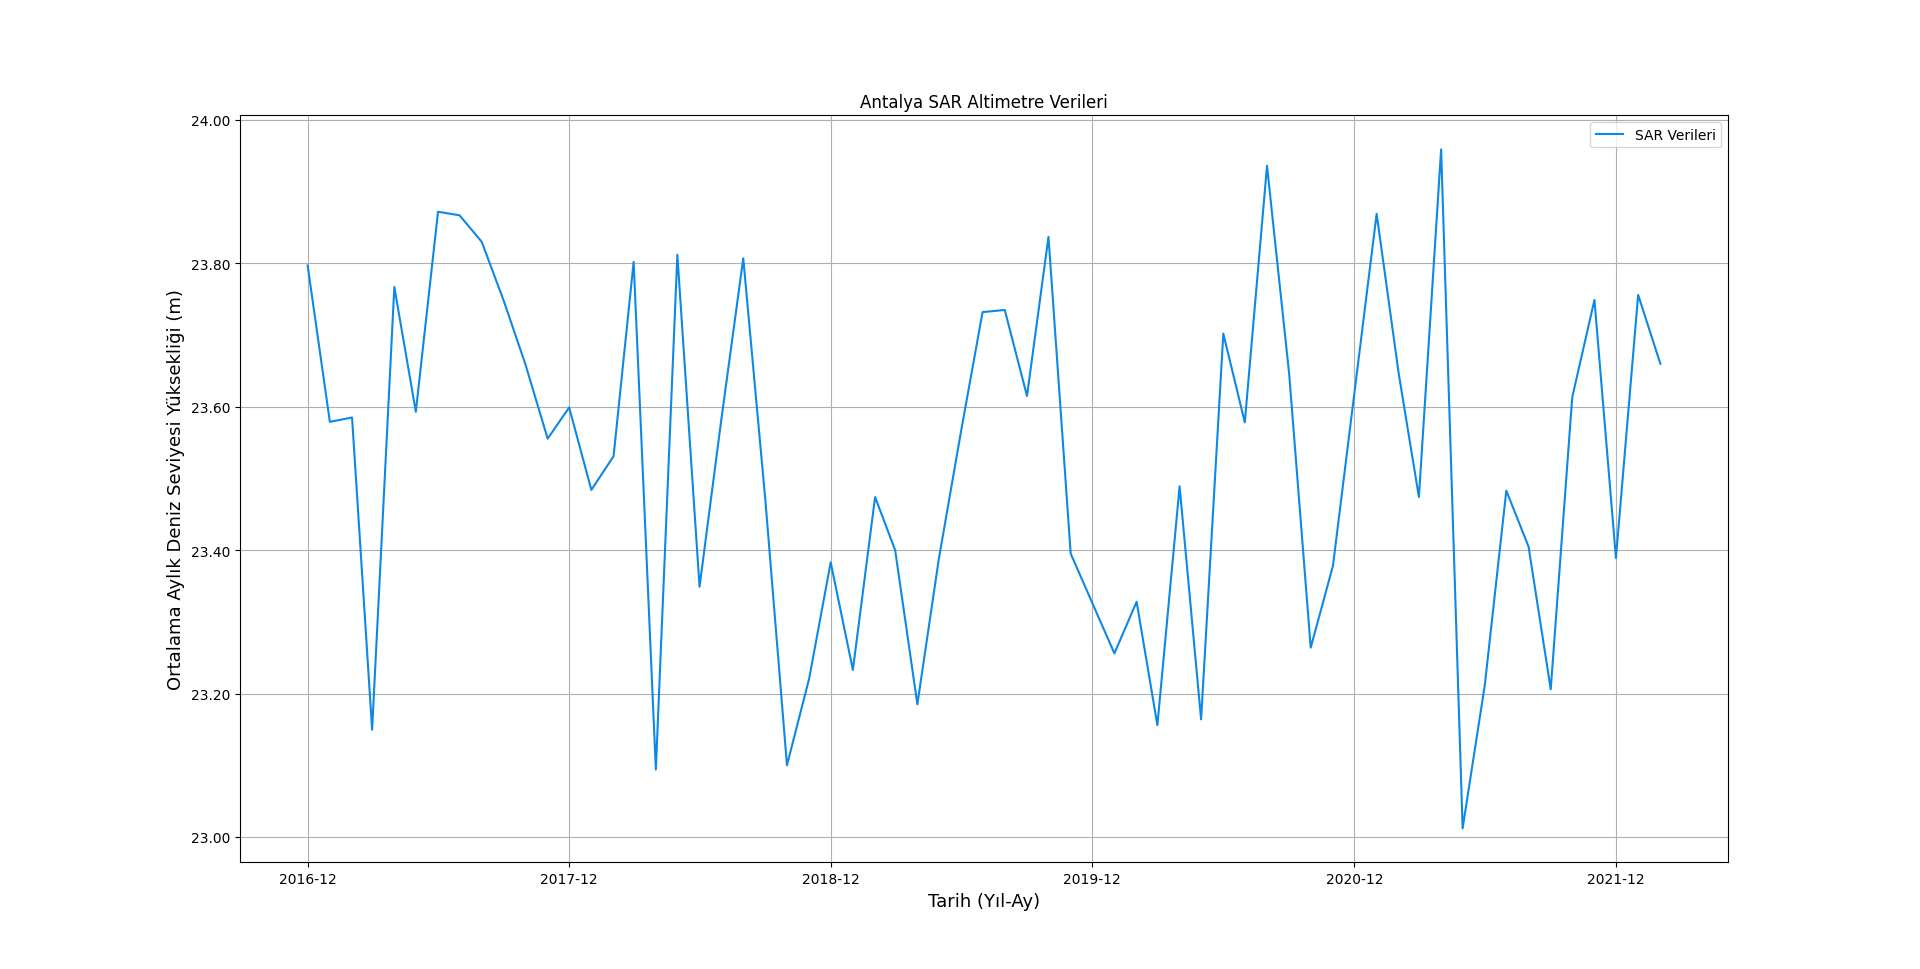 Antalya SAR Altimetre Verileri
SAR Verileri
Ortalama Aylık Deniz Seviyesi Yüksekliği (m)
24.00
23.80
23.60
23.40
23.20
23.00
2016-12 2017-12 2018-12 2019-12 2020-12 2021-12
Tarih (Yıl-Ay)